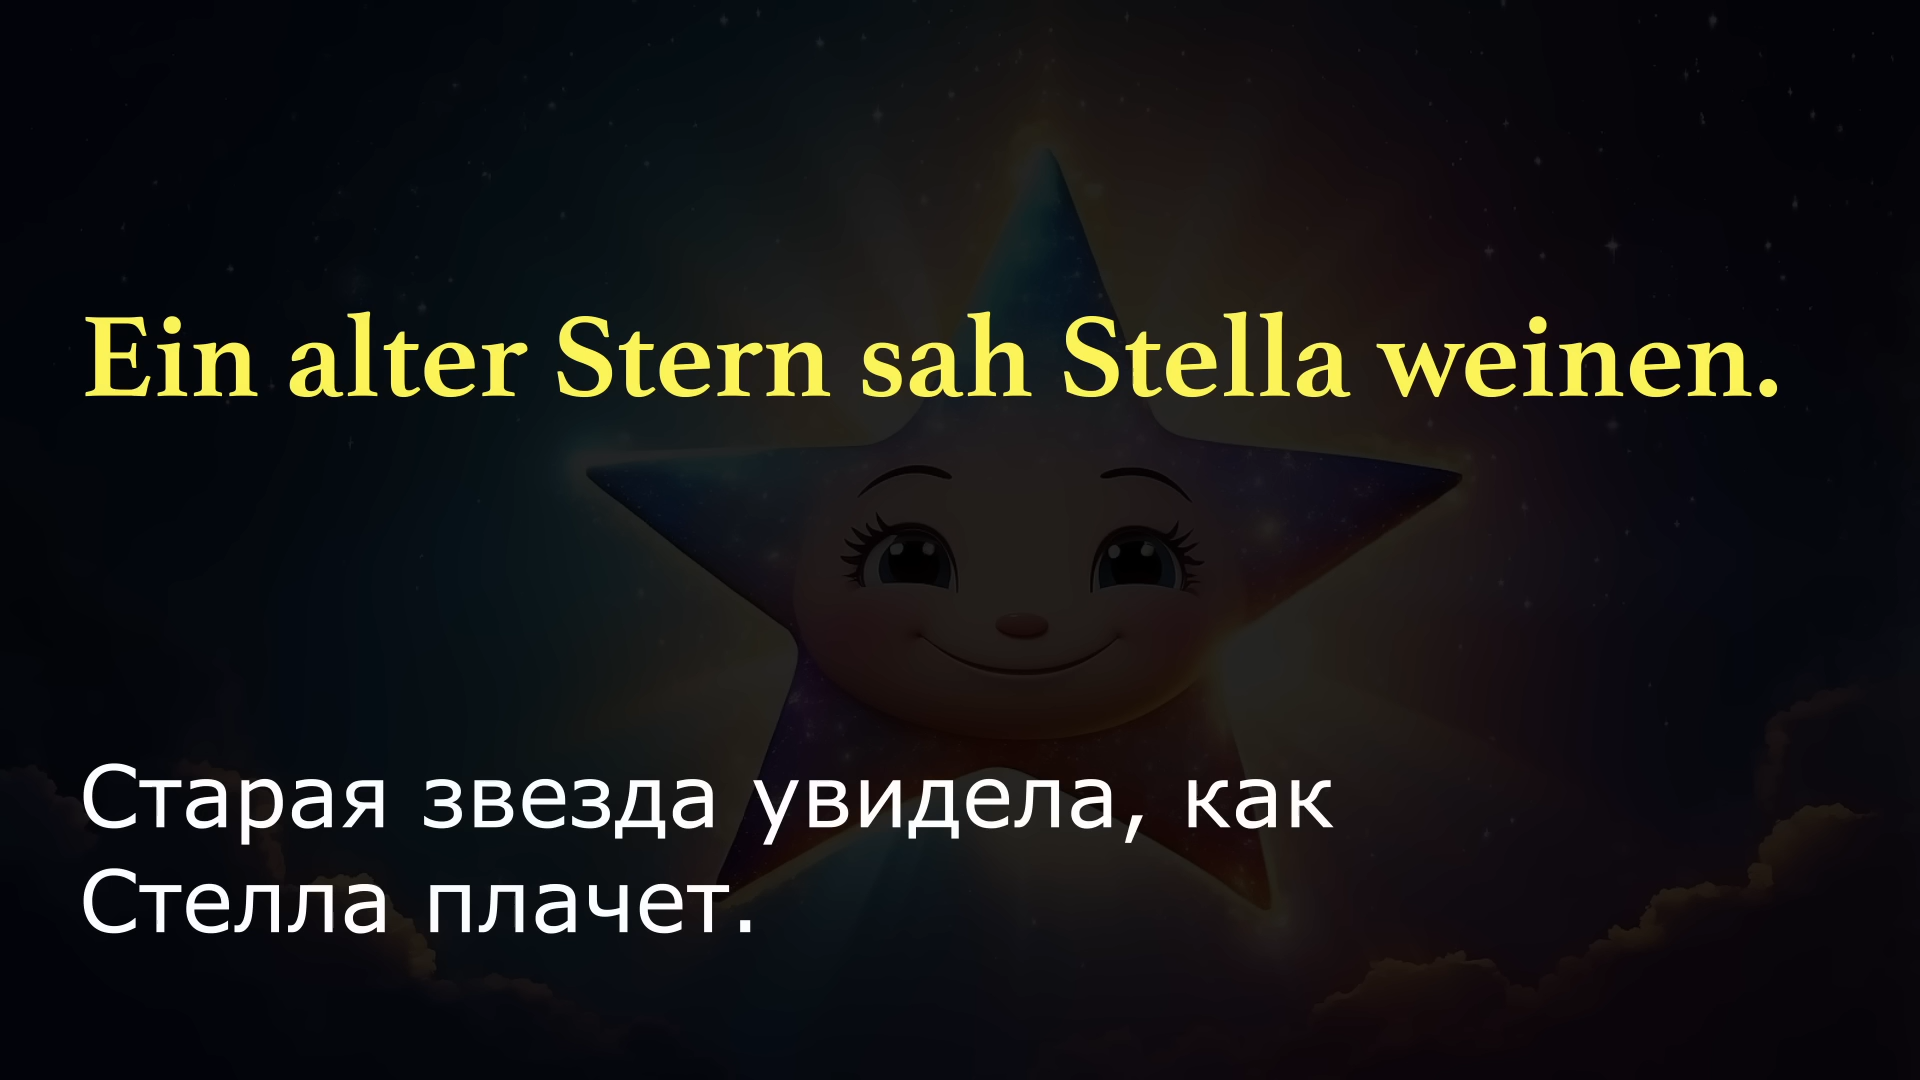 Ein alter Stern sah Stella weinen.
Старая звезда увидела, как
Стелла плачет.